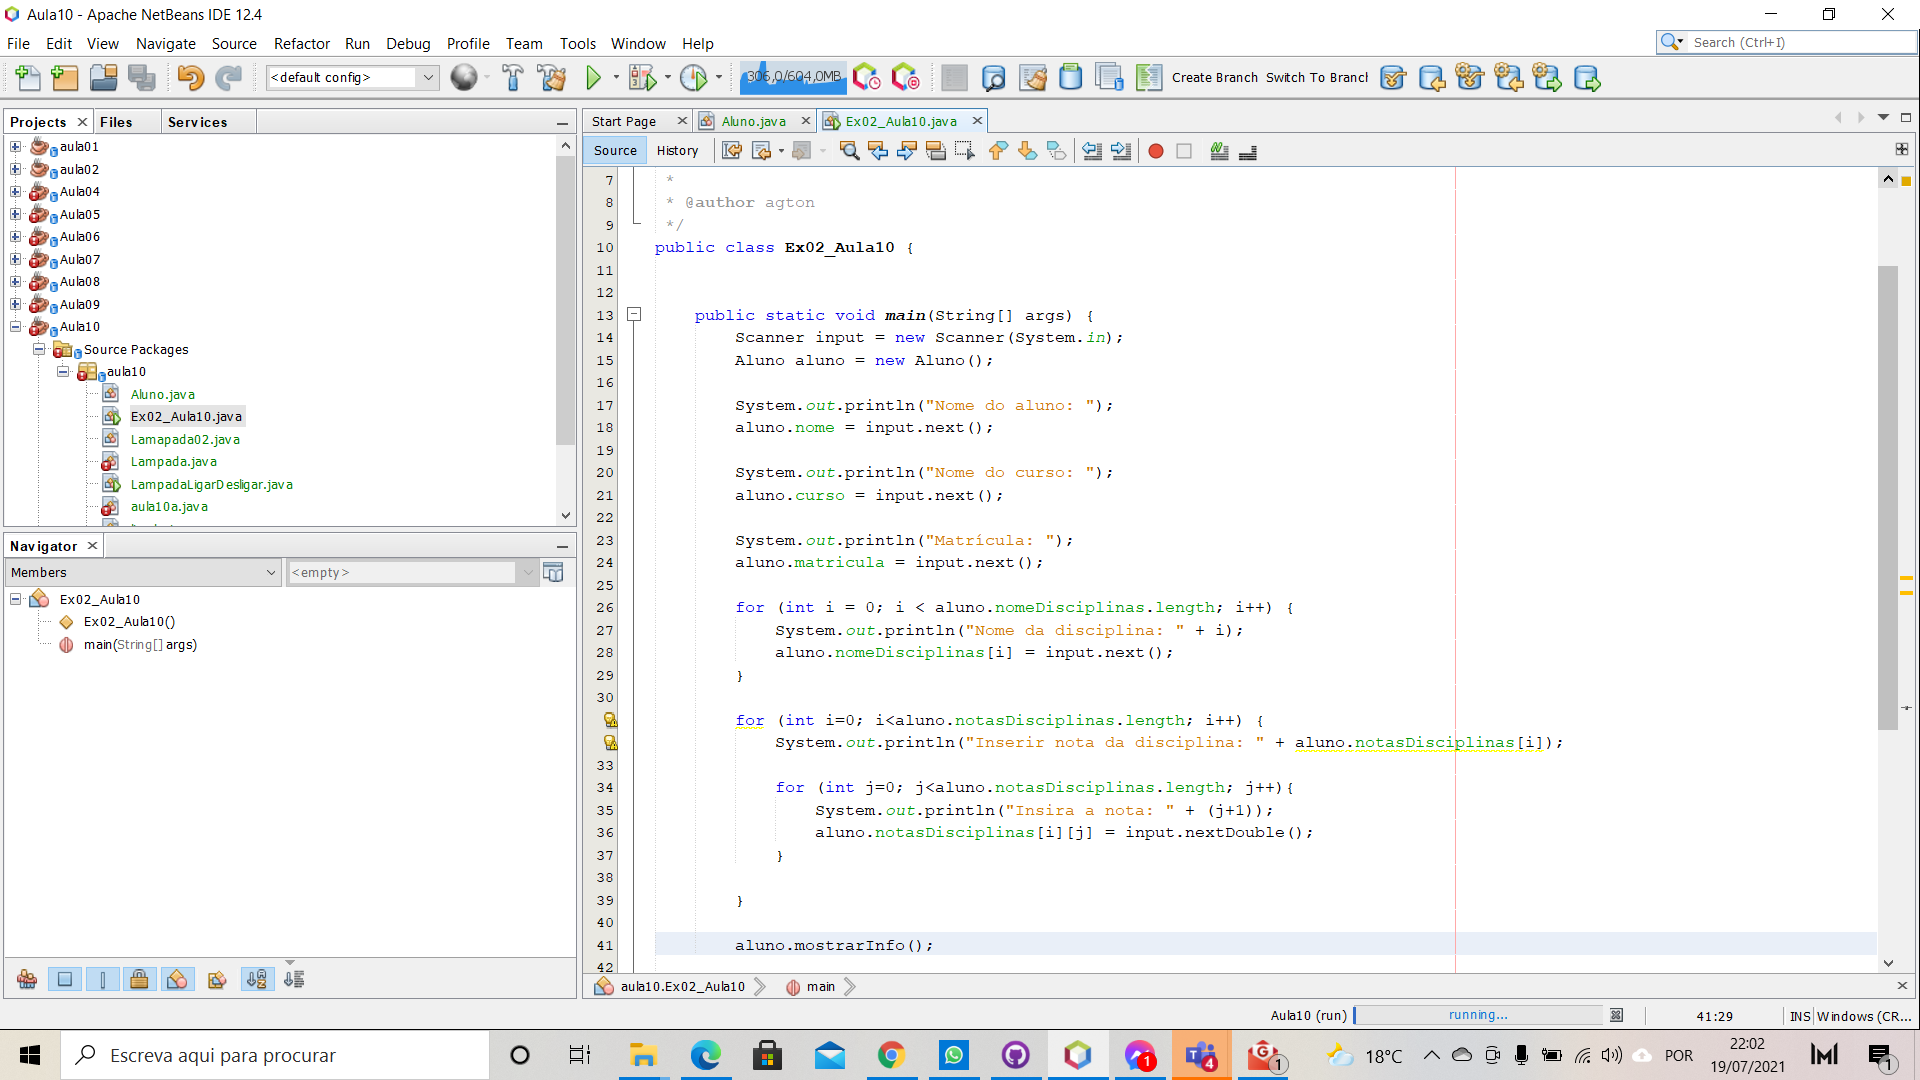 Aula10 - Apache NetBeans IDE 12.4
File Edit View Navigate Source Refactor Run Debug Profile Team Tools Window Help
Search (Ctrl+I)
<default config>
306,0/604,0MB
Create Branch Switch To Branch
Projects
Files
Services
aula01
aula02
Aula04
Aula05
Aula06
Aula07
Aula08
Aula09
Aula10
Source Packages
aula10
Aluno.java
Ex02_Aula10.java
Lamapada02.java
Lampada.java
LampadaLigarDesligar.java
aula10a.java
Navigator
Members
<empty>
Ex02_Aula10
Ex02_Aula10()
main(String[] args)
Start Page
Aluno.java
Ex02_Aula10.java
Source
History
7 *
8 * @author agton
9 */
10 public class Ex02_Aula10 {
11
12
13 public static void main(String[] args) {
14 Scanner input = new Scanner(System.in);
15 Aluno aluno = new Aluno();
16
17 System.out.println("Nome do aluno: ");
18 aluno.nome = input.next();
19
20 System.out.println("Nome do curso: ");
21 aluno.curso = input.next();
22
23 System.out.println("Matrícula: ");
24 aluno.matricula = input.next();
25
26 for (int i = 0; i < aluno.nomeDisciplinas.length; i++) {
27 System.out.println("Nome da disciplina: " + i);
28 aluno.nomeDisciplinas[i] = input.next();
29 }
30
for (int i=0; i<aluno.notasDisciplinas.length; i++) {
System.out.println("Inserir nota da disciplina: " + aluno.notasDisciplinas[i]);
33
34 for (int j=0; j<aluno.notasDisciplinas.length; j++){
35 System.out.println("Insira a nota: " + (j+1));
36 aluno.notasDisciplinas[i][j] = input.nextDouble();
37 }
38
39 }
40
41 aluno.mostrarInfo();
42
aula10.Ex02_Aula10
main
Aula10 (run)
running...
41:29
INS
Windows (CR...
Escreva aqui para procurar
1
4
1
18°C
POR
22:02
19/07/2021
1